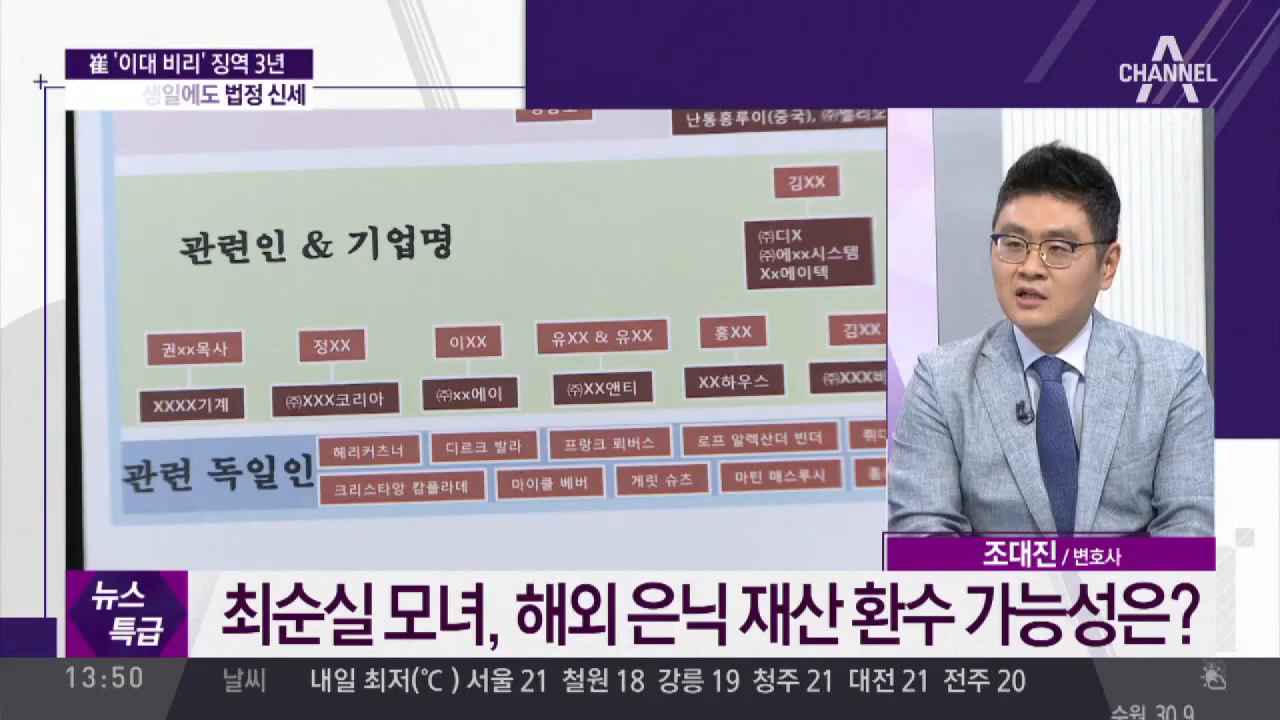 崔 '이대 비리' 징역 3년
생일에도 법정 신세
CHANNEL
난통홍루이(중국),
김XX
관련인 & 기업명
㈜디X
㈜에xx시스템
Xx에이텍
권xx목사 정XX 이XX 유XX & 유XX 홍XX 김XX
XXXX기계 ㈜XXX코리아 ㈜xx에이 ㈜XX앤티 XX하우스
관련 독일인
헤리커츠너 디르크 발라 프랑크 뢰버스 로프 알렉산더 빈더
크리스타앙 캄플라데 마이클 베버 게릿 슈츠 마틴 매스루시
조대진 / 변호사
뉴스
특급
최순실 모녀, 해외 은닉 재산 환수 가능성은?
13:50 날씨 내일 최저(℃) 서울 21 철원 18 강릉 19 청주 21 대전 21 전주 20
수원 30.9